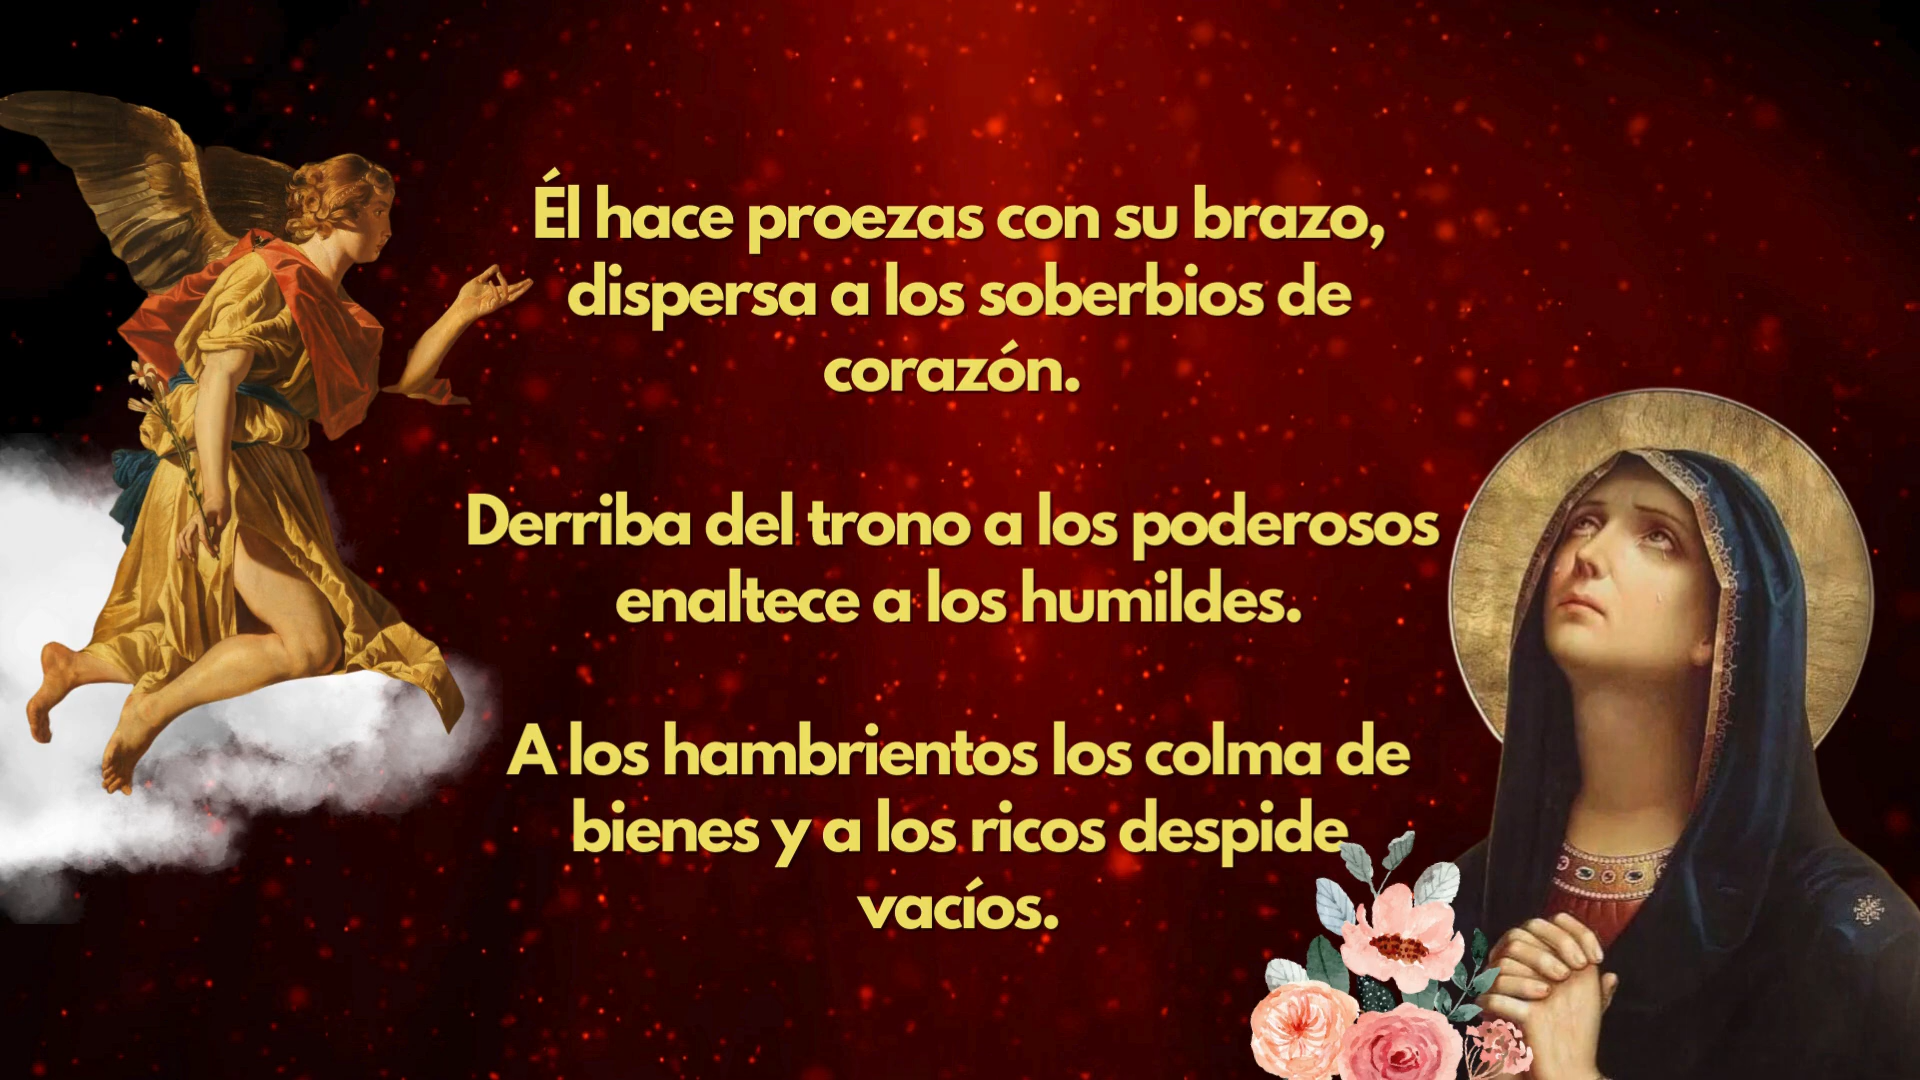 Él hace proezas con su brazo,
dispersa a los soberbios de
corazón.
Derriba del trono a los poderosos
enaltece a los humildes.
A los hambrientos los colma de
bienes y a los ricos despide
vacíos.